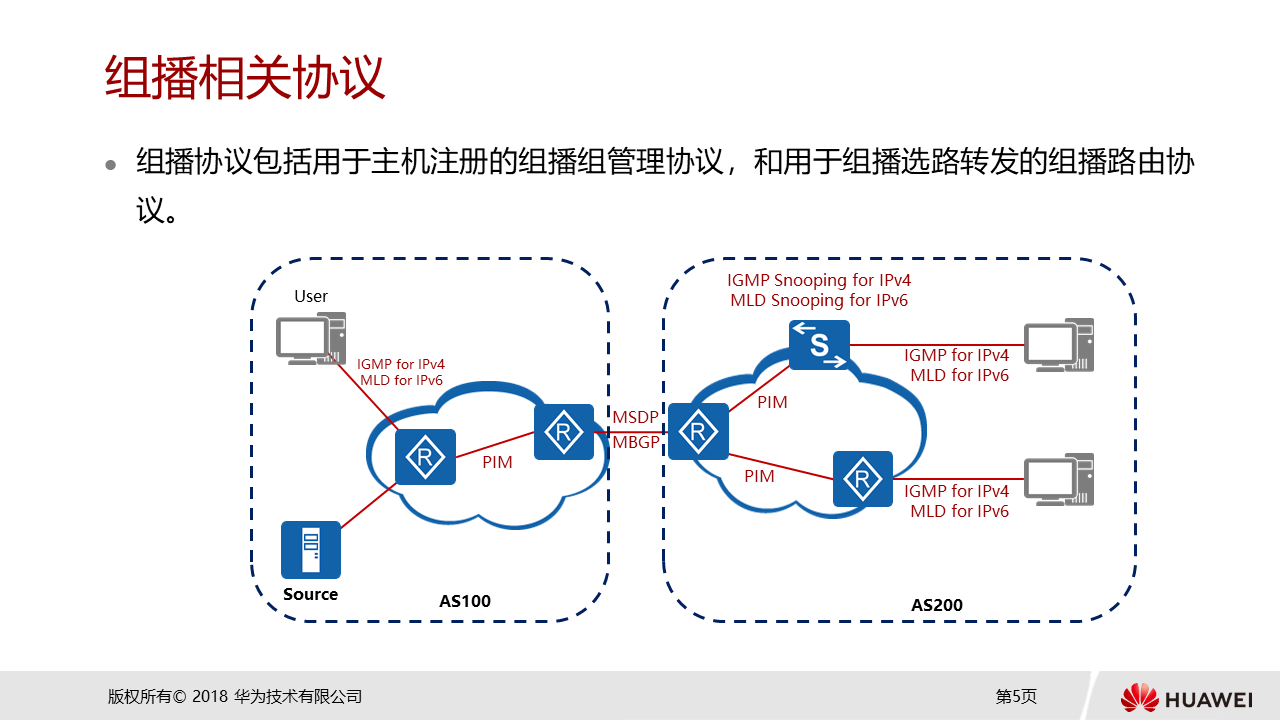 组播相关协议
组播协议包括用于主机注册的组播组管理协议，和用于组播选路转发的组播路由协
议。
User
IGMP for IPv4
MLD for IPv6
R
PIM
R
Source
AS100
MSDP
MBGP
IGMP Snooping for IPv4
MLD Snooping for IPv6
S
R
PIM
PIM
R
IGMP for IPv4
MLD for IPv6
IGMP for IPv4
MLD for IPv6
AS200
版权所有© 2018 华为技术有限公司
第5页
HUAWEI